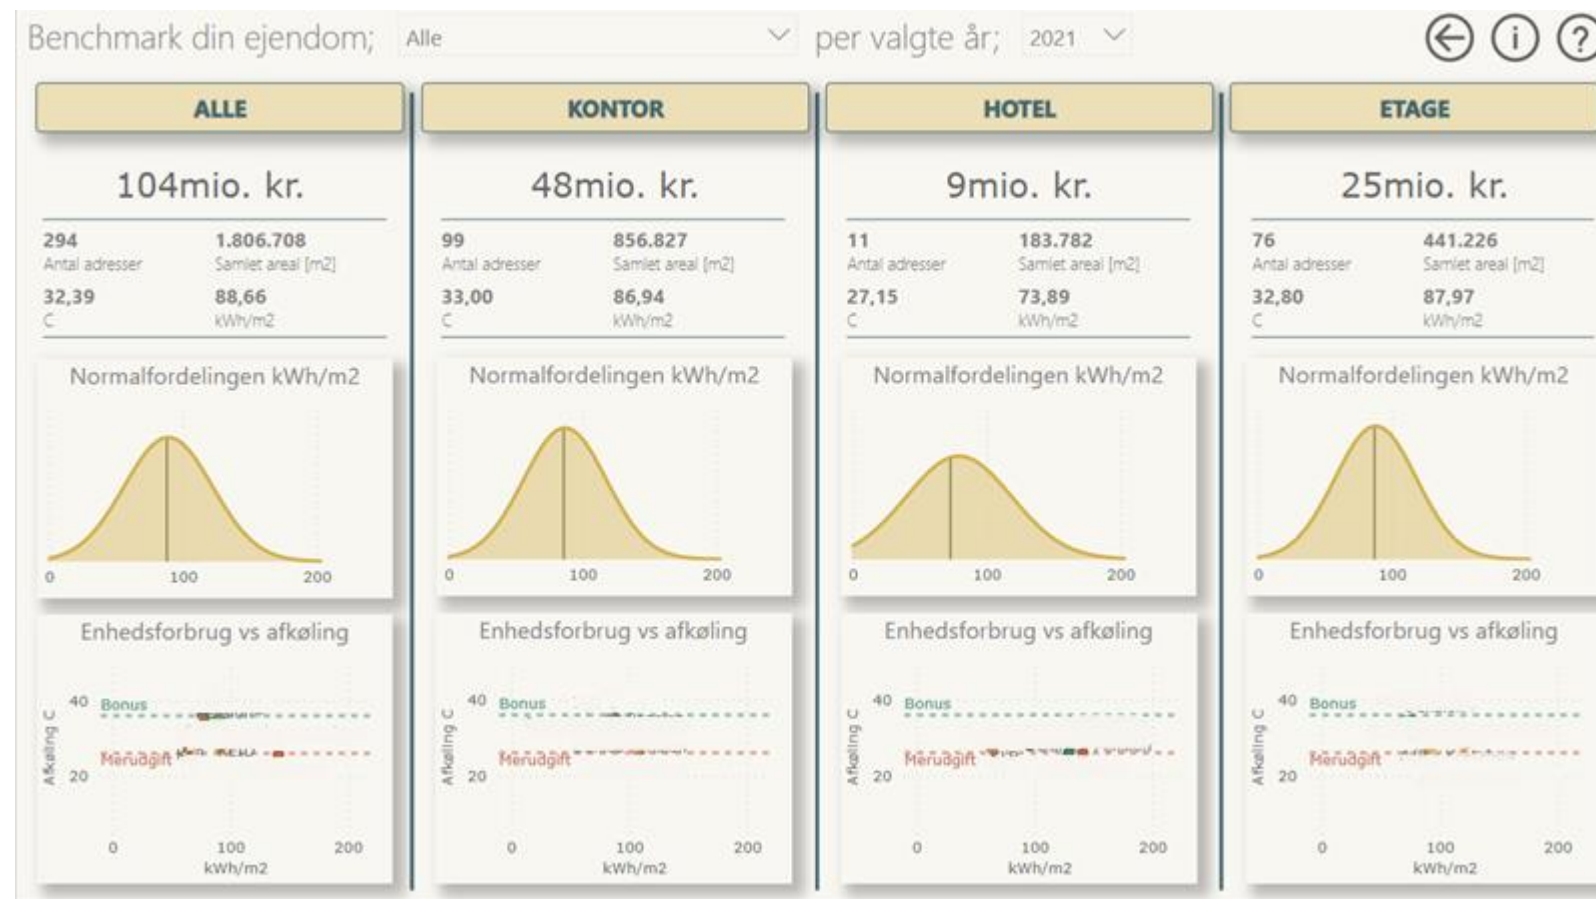 Benchmark din ejendom; Alle per valgte år; 2021
ALLE
104mio. kr.
294 1.806.708
Antal adresser Samlet areal [m2]
32,39 88,66
C kWh/m2
Normalfordelingen kWh/m2
0 100 200
Enhedsforbrug vs afkøling
Afkøling C
40
Bonus
Merudgift
20
0 100 200
kWh/m2
KONTOR
48mio. kr.
99 856.827
Antal adresser Samlet areal [m2]
33,00 86,94
C kWh/m2
Normalfordelingen kWh/m2
0 100 200
Enhedsforbrug vs afkøling
Afkøling C
40
Bonus
Merudgift
20
0 100 200
kWh/m2
HOTEL
9mio. kr.
11 183.782
Antal adresser Samlet areal [m2]
27,15 73,89
C kWh/m2
Normalfordelingen kWh/m2
0 100 200
Enhedsforbrug vs afkøling
Afkøling C
40
Bonus
Merudgift
20
0 100 200
kWh/m2
ETAGE
25mio. kr.
76 441.226
Antal adresser Samlet areal [m2]
32,80 87,97
C kWh/m2
Normalfordelingen kWh/m2
0 100 200
Enhedsforbrug vs afkøling
Afkøling C
40
Bonus
Merudgift
20
0 100 200
kWh/m2